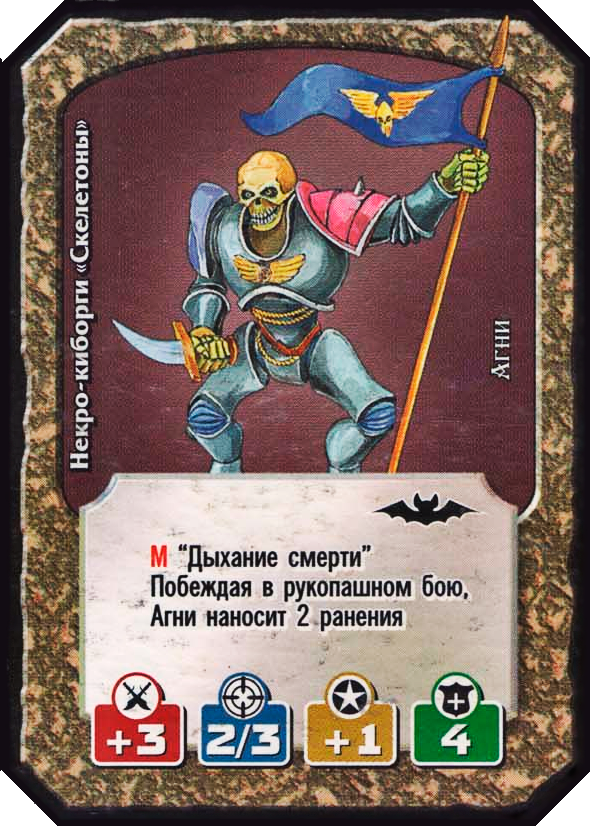 Некро-киборги «Скелетоны»
Агни
М “Дыхание смерти”
Побеждая в рукопашном бою,
Агни наносит 2 ранения
+3 2/3 +1 4